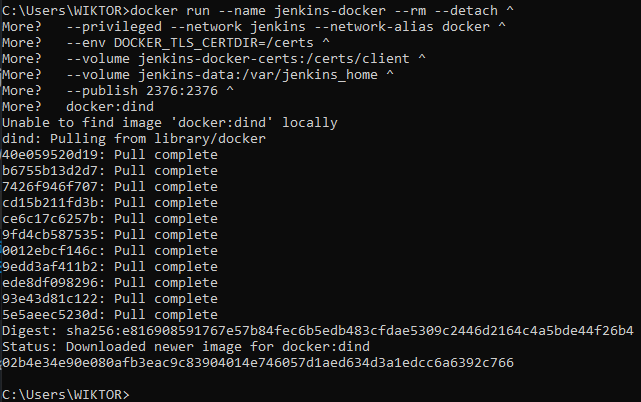 C:\Users\WIKTOR>docker run --name jenkins-docker --rm --detach ^
More?   --privileged --network jenkins --network-alias docker ^
More?   --env DOCKER_TLS_CERTDIR=/certs ^
More?   --volume jenkins-docker-certs:/certs/client ^
More?   --volume jenkins-data:/var/jenkins_home ^
More?   --publish 2376:2376 ^
More?   docker:dind
Unable to find image 'docker:dind' locally
dind: Pulling from library/docker
40e059520d19: Pull complete
b6755b13d2d7: Pull complete
7426f946f707: Pull complete
cd15b211fd3b: Pull complete
ce6c17c6257b: Pull complete
9fd4cb587535: Pull complete
0012ebcf146c: Pull complete
9edd3af411b2: Pull complete
ede8df098296: Pull complete
93e43d81c122: Pull complete
5e5aeec5230d: Pull complete
Digest: sha256:e816908591767e57b84fec6b5edb483cfdae5309c2446d2164c4a5bde44f26b4
Status: Downloaded newer image for docker:dind
02b4e34e90e080afb3eac9c83904014e746057d1aed634d3a1edcc6a6392c766
C:\Users\WIKTOR>